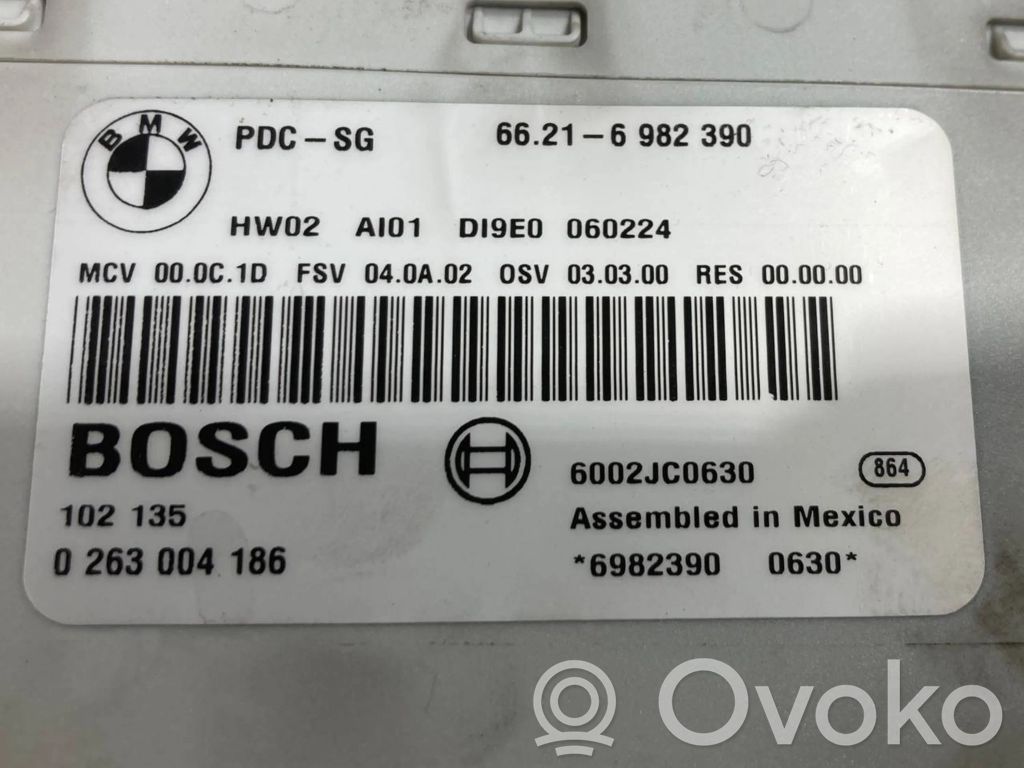 BMW PDC-SG 66.21-6 982 390
HW02 AI01 DI9E0 060224
MCV 00.0C.1D FSV 04.0A.02 OSV 03.03.00 RES 00.00.00
BOSCH
6002JC0630 864
102 135 Assembled in Mexico
0 263 004 186 *6982390 0630*
Ovoko